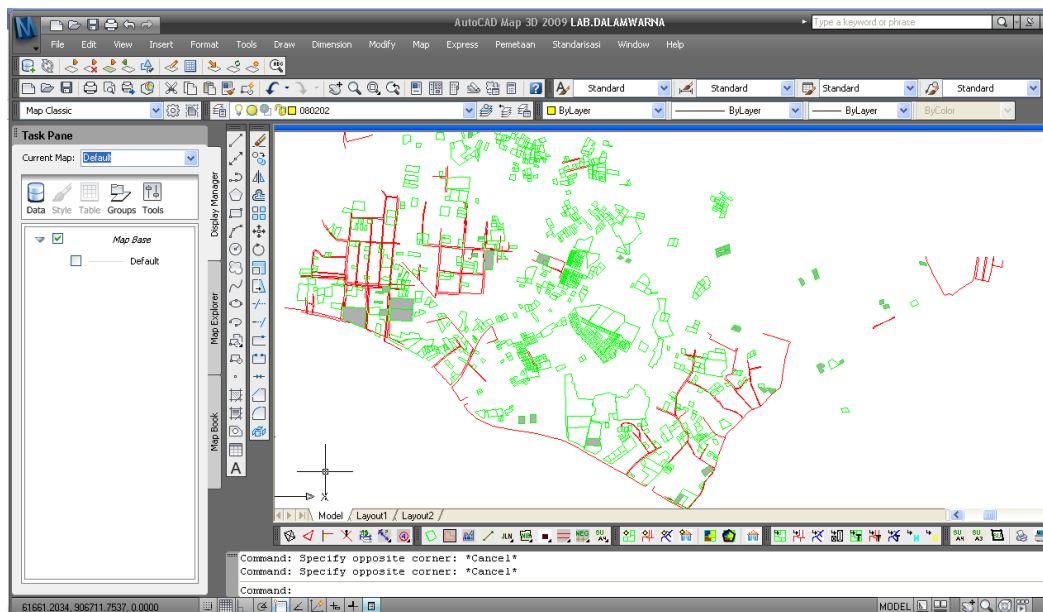 AutoCAD Map 3D 2009 LAB.DALAMWARNA
Type a keyword or phrase
File Edit View Insert Format Tools Draw Dimension Modify Map Express Pemetaan Standarisasi Window Help
Standard Standard Standard Standard
Map Classic 080202 ByLayer ByLayer ByLayer ByColor
Task Pane
Current Map: Default
Data Style Table Groups Tools
Map Base
Default
Display Manager
Map Explorer
Map Book
A
X
Model Layout1 Layout2
Command: Specify opposite corner: *Cancel*
Command: Specify opposite corner: *Cancel*
Command:
61661.2034, 906711.7537, 0.0000 MODEL